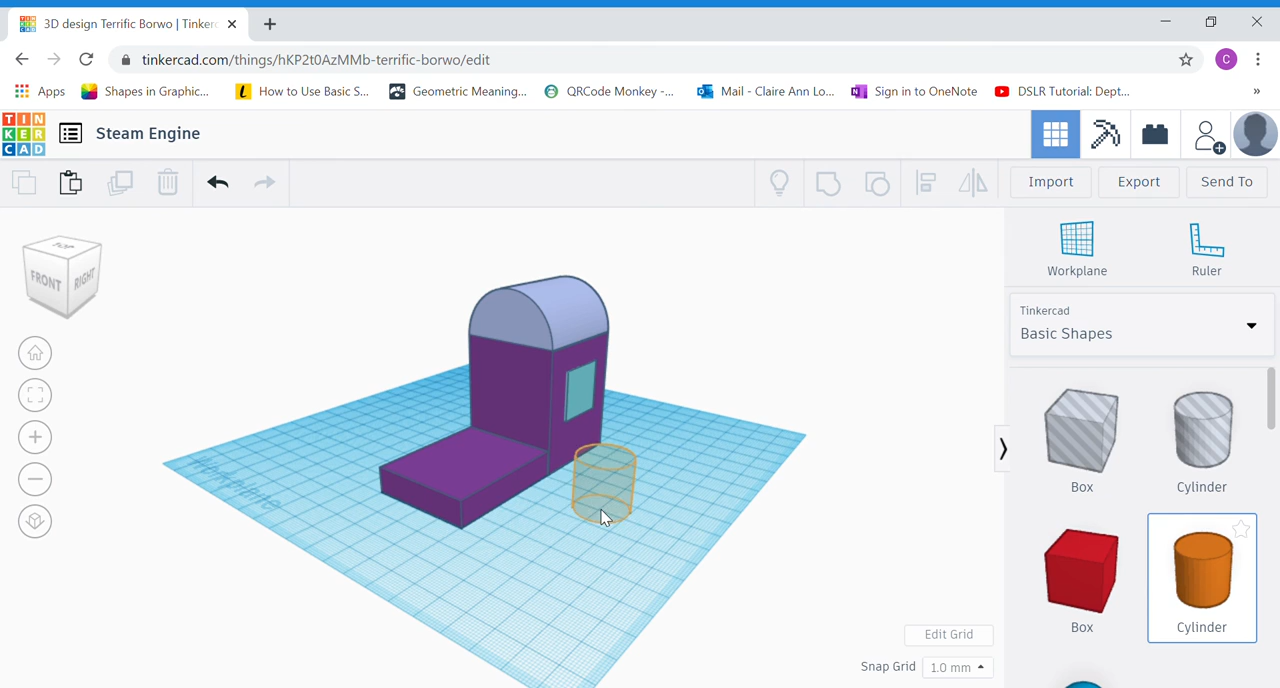 3D design Terrific Borwo | Tinkerc
tinkercad.com/things/hKP2t0AzMMb-terrific-borwo/edit
Apps Shapes in Graphic... How to Use Basic S... Geometric Meaning... QRCode Monkey -... Mail - Claire Ann Lo... Sign in to OneNote DSLR Tutorial: Dept... »
C
TIN
KER
CAD
Steam Engine
Import Export Send To
TOP
FRONT RIGHT
Workplane Ruler
Tinkercad
Basic Shapes
Workplane
Box Cylinder
Box Cylinder
Edit Grid
Snap Grid 1.0 mm